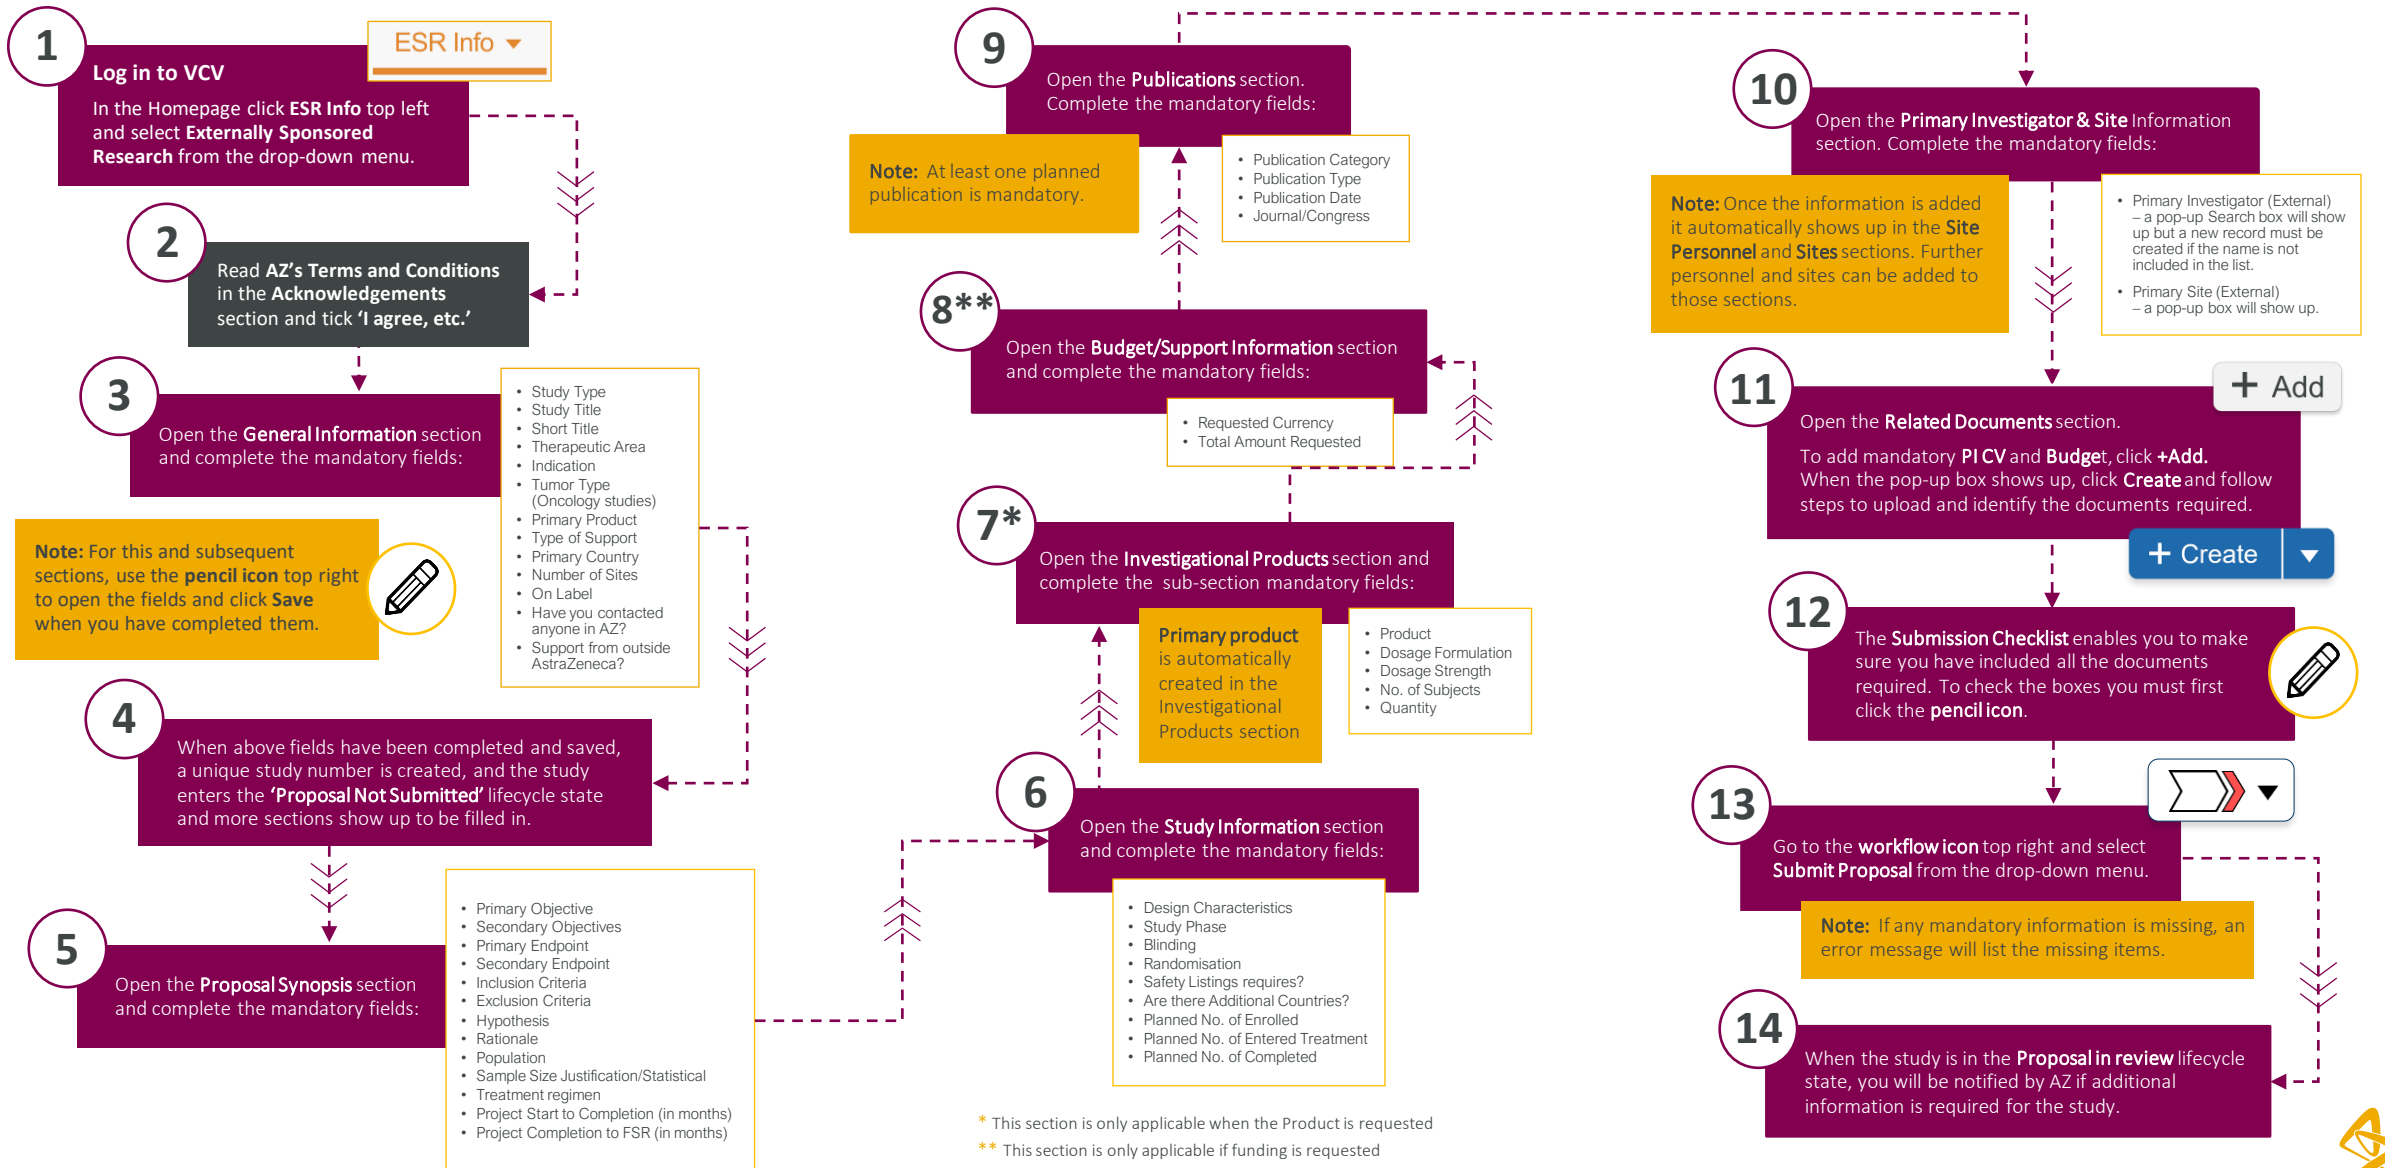 1
ESR Info
Log in to VCV
In the Homepage click ESR Info top left
and select Externally Sponsored
Research from the drop-down menu.
2
Read AZ's Terms and Conditions
in the Acknowledgements
section and tick 'I agree, etc.'
3
Open the General Information section
and complete the mandatory fields:
• Study Type
• Study Title
• Short Title
• Therapeutic Area
• Indication
• Tumor Type
(Oncology studies)
• Primary Product
• Type of Support
• Primary Country
• Number of Sites
• On Label
• Have you contacted
anyone in AZ?
• Support from outside
AstraZeneca?
Note: For this and subsequent
sections, use the pencil icon top right
to open the fields and click Save
when you have completed them.
4
When above fields have been completed and saved,
a unique study number is created, and the study
enters the 'Proposal Not Submitted' lifecycle state
and more sections show up to be filled in.
5
Open the Proposal Synopsis section
and complete the mandatory fields:
• Primary Objective
• Secondary Objectives
• Primary Endpoint
• Secondary Endpoint
• Inclusion Criteria
• Exclusion Criteria
• Hypothesis
• Rationale
• Population
• Sample Size Justification/Statistical
• Treatment regimen
• Project Start to Completion (in months)
• Project Completion to FSR (in months)
6
Open the Study Information section
and complete the mandatory fields:
• Design Characteristics
• Study Phase
• Blinding
• Randomisation
• Safety Listings requires?
• Are there Additional Countries?
• Planned No. of Enrolled
• Planned No. of Entered Treatment
• Planned No. of Completed
7*
Open the Investigational Products section and
complete the sub-section mandatory fields:
Primary product
is automatically
created in the
Investigational
Products section
• Product
• Dosage Formulation
• Dosage Strength
• No. of Subjects
• Quantity
8**
Open the Budget/Support Information section
and complete the mandatory fields:
• Requested Currency
• Total Amount Requested
9
Open the Publications section.
Complete the mandatory fields:
Note: At least one planned
publication is mandatory.
• Publication Category
• Publication Type
• Publication Date
• Journal/Congress
10
Open the Primary Investigator & Site Information
section. Complete the mandatory fields:
Note: Once the information is added
it automatically shows up in the Site
Personnel and Sites sections. Further
personnel and sites can be added to
those sections.
• Primary Investigator (External)
– a pop-up Search box will show
up but a new record must be
created if the name is not
included in the list.
• Primary Site (External)
– a pop-up box will show up.
11
+ Add
Open the Related Documents section.
To add mandatory PI CV and Budget, click +Add.
When the pop-up box shows up, click Create and follow
steps to upload and identify the documents required.
+ Create
12
The Submission Checklist enables you to make
sure you have included all the documents
required. To check the boxes you must first
click the pencil icon.
13
Go to the workflow icon top right and select
Submit Proposal from the drop-down menu.
Note: If any mandatory information is missing, an
error message will list the missing items.
14
When the study is in the Proposal in review lifecycle
state, you will be notified by AZ if additional
information is required for the study.
* This section is only applicable when the Product is requested
** This section is only applicable if funding is requested